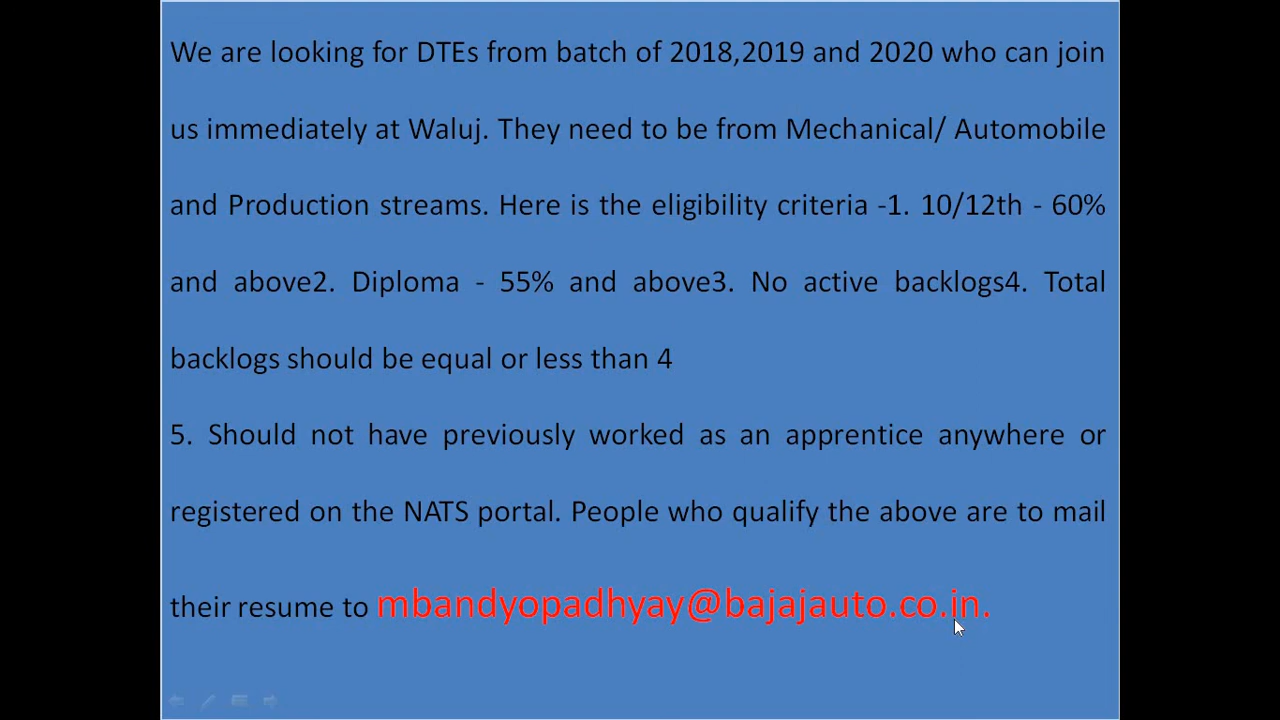 We are looking for DTEs from batch of 2018,2019 and 2020 who can join
us immediately at Waluj. They need to be from Mechanical/ Automobile
and Production streams. Here is the eligibility criteria -1. 10/12th - 60%
and above2. Diploma - 55% and above3. No active backlogs4. Total
backlogs should be equal or less than 4
5. Should not have previously worked as an apprentice anywhere or
registered on the NATS portal. People who qualify the above are to mail
their resume to mbandyopadhyay@bajajauto.co.in.